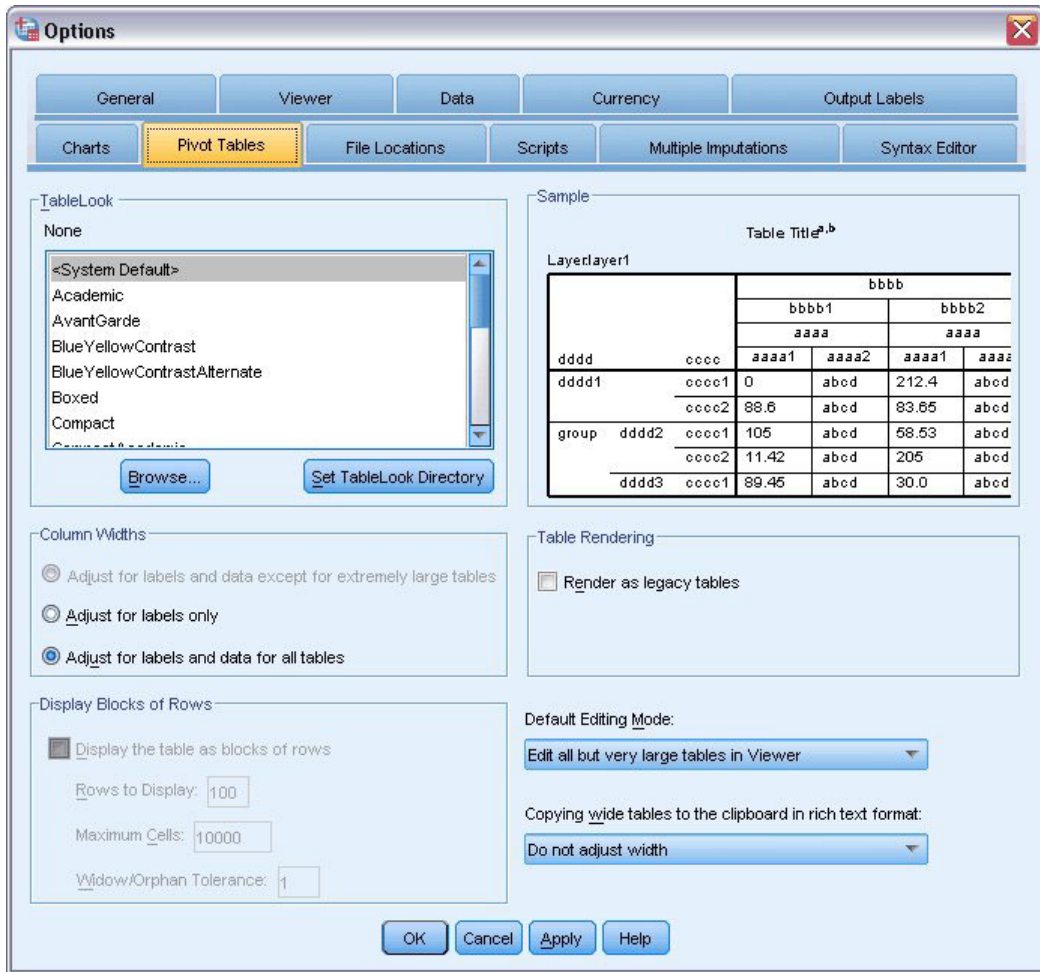 Options
General Viewer Data Currency Output Labels
Charts Pivot Tables File Locations Scripts Multiple Imputations Syntax Editor
TableLook
None
<System Default>
Academic
AvantGarde
BlueYellowContrast
BlueYellowContrastAlternate
Boxed
Compact
CompactAcademic
Browse... Set TableLook Directory
Sample
Table Titleᵃ,ᵇ
Layer:layer1
bbbb
bbbb1 bbbb2
aaaa aaaa
dddd cccc aaaa1 aaaa2 aaaa1 aaaa
dddd1 cccc1 0 abcd 212.4 abcd
cccc2 88.6 abcd 83.65 abcd
group dddd2 cccc1 105 abcd 58.53 abcd
cccc2 11.42 abcd 205 abcd
dddd3 cccc1 89.45 abcd 30.0 abcd
Column Widths
Adjust for labels and data except for extremely large tables
Adjust for labels only
Adjust for labels and data for all tables
Table Rendering
Render as legacy tables
Display Blocks of Rows
Display the table as blocks of rows
Rows to Display: 100
Maximum Cells: 10000
Widow/Orphan Tolerance: 1
Default Editing Mode:
Edit all but very large tables in Viewer
Copying wide tables to the clipboard in rich text format:
Do not adjust width
OK Cancel Apply Help